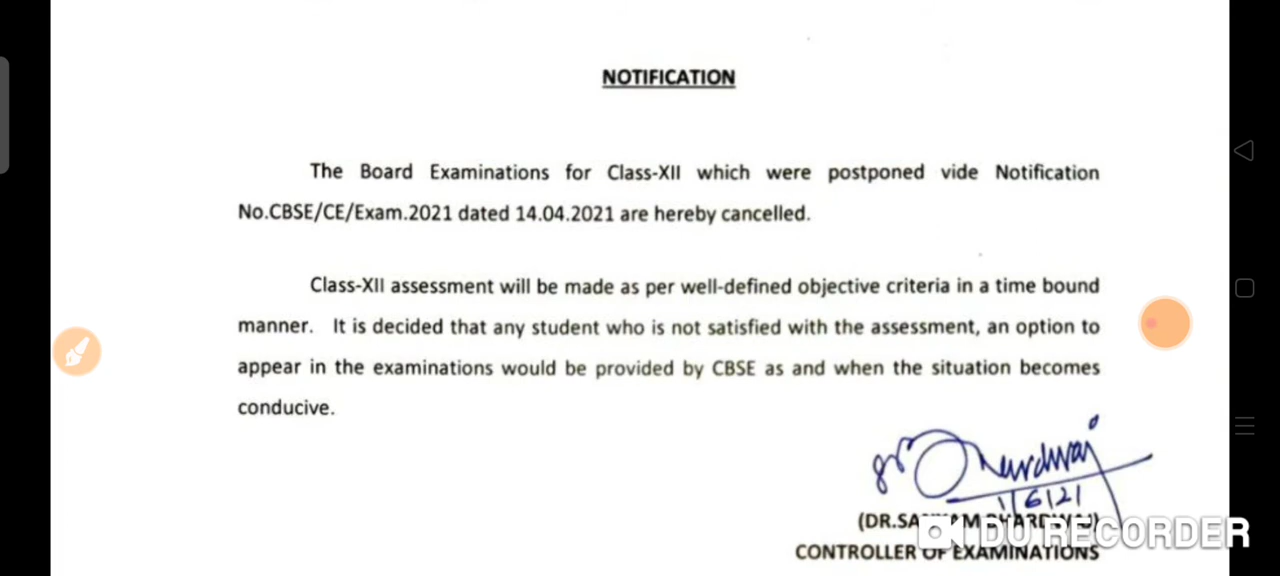 NOTIFICATION
The Board Examinations for Class-XII which were postponed vide Notification
No.CBSE/CE/Exam.2021 dated 14.04.2021 are hereby cancelled.
Class-XII assessment will be made as per well-defined objective criteria in a time bound
manner. It is decided that any student who is not satisfied with the assessment, an option to
appear in the examinations would be provided by CBSE as and when the situation becomes
conducive.
1/6/21
(DR.
DU RECORDER
CONTROLLER OF EXAMINATIONS